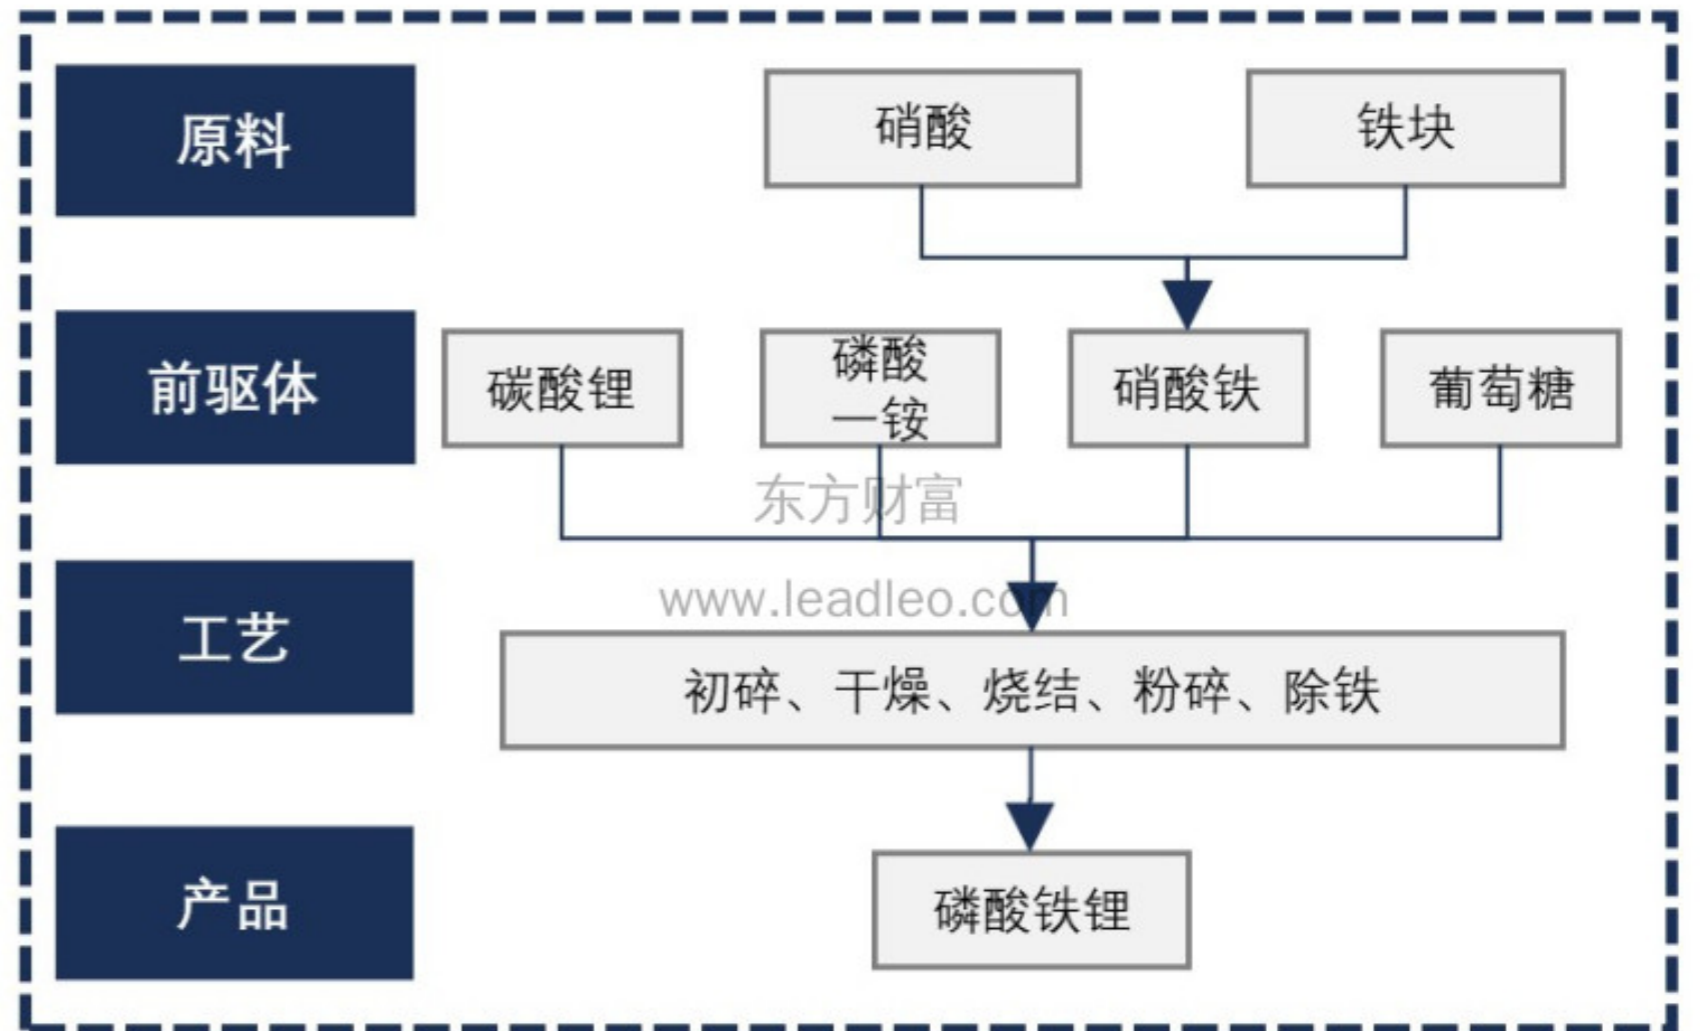 原料
硝酸
铁块
前驱体
碳酸锂
磷酸
一铵
硝酸铁
葡萄糖
东方财富
www.leadleo.com
工艺
初碎、干燥、烧结、粉碎、除铁
产品
磷酸铁锂